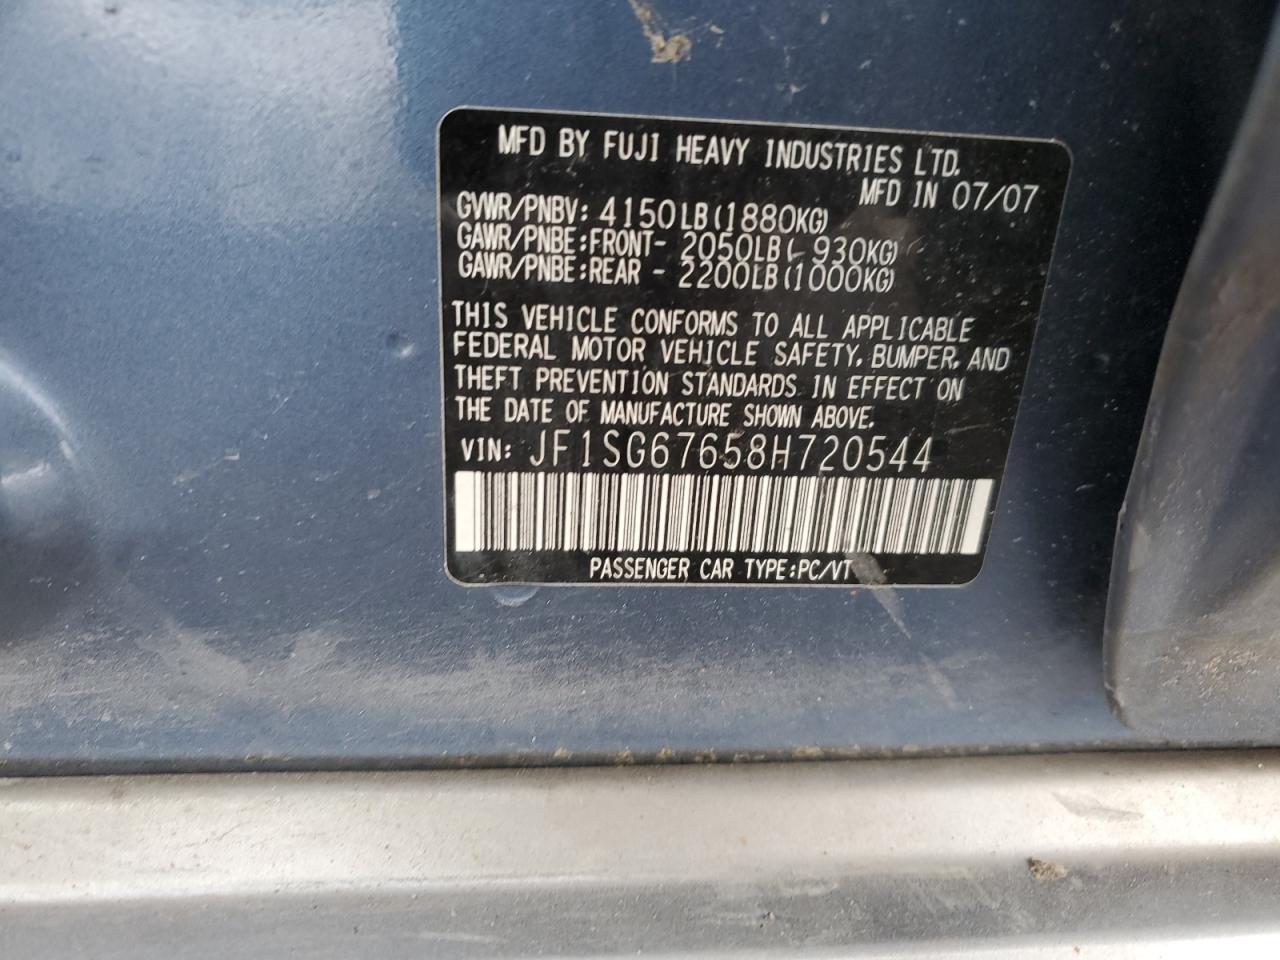 MFD BY FUJI HEAVY INDUSTRIES LTD.
MFD IN 07/07
GVWR/PNBV: 4150LB(1880KG)
GAWR/PNBE:FRONT- 2050LB( 930KG)
GAWR/PNBE:REAR - 2200LB(1000KG)
THIS VEHICLE CONFORMS TO ALL APPLICABLE
FEDERAL MOTOR VEHICLE SAFETY, BUMPER, AND
THEFT PREVENTION STANDARDS IN EFFECT ON
THE DATE OF MANUFACTURE SHOWN ABOVE.
VIN: JF1SG67658H720544
PASSENGER CAR TYPE:PC/VT